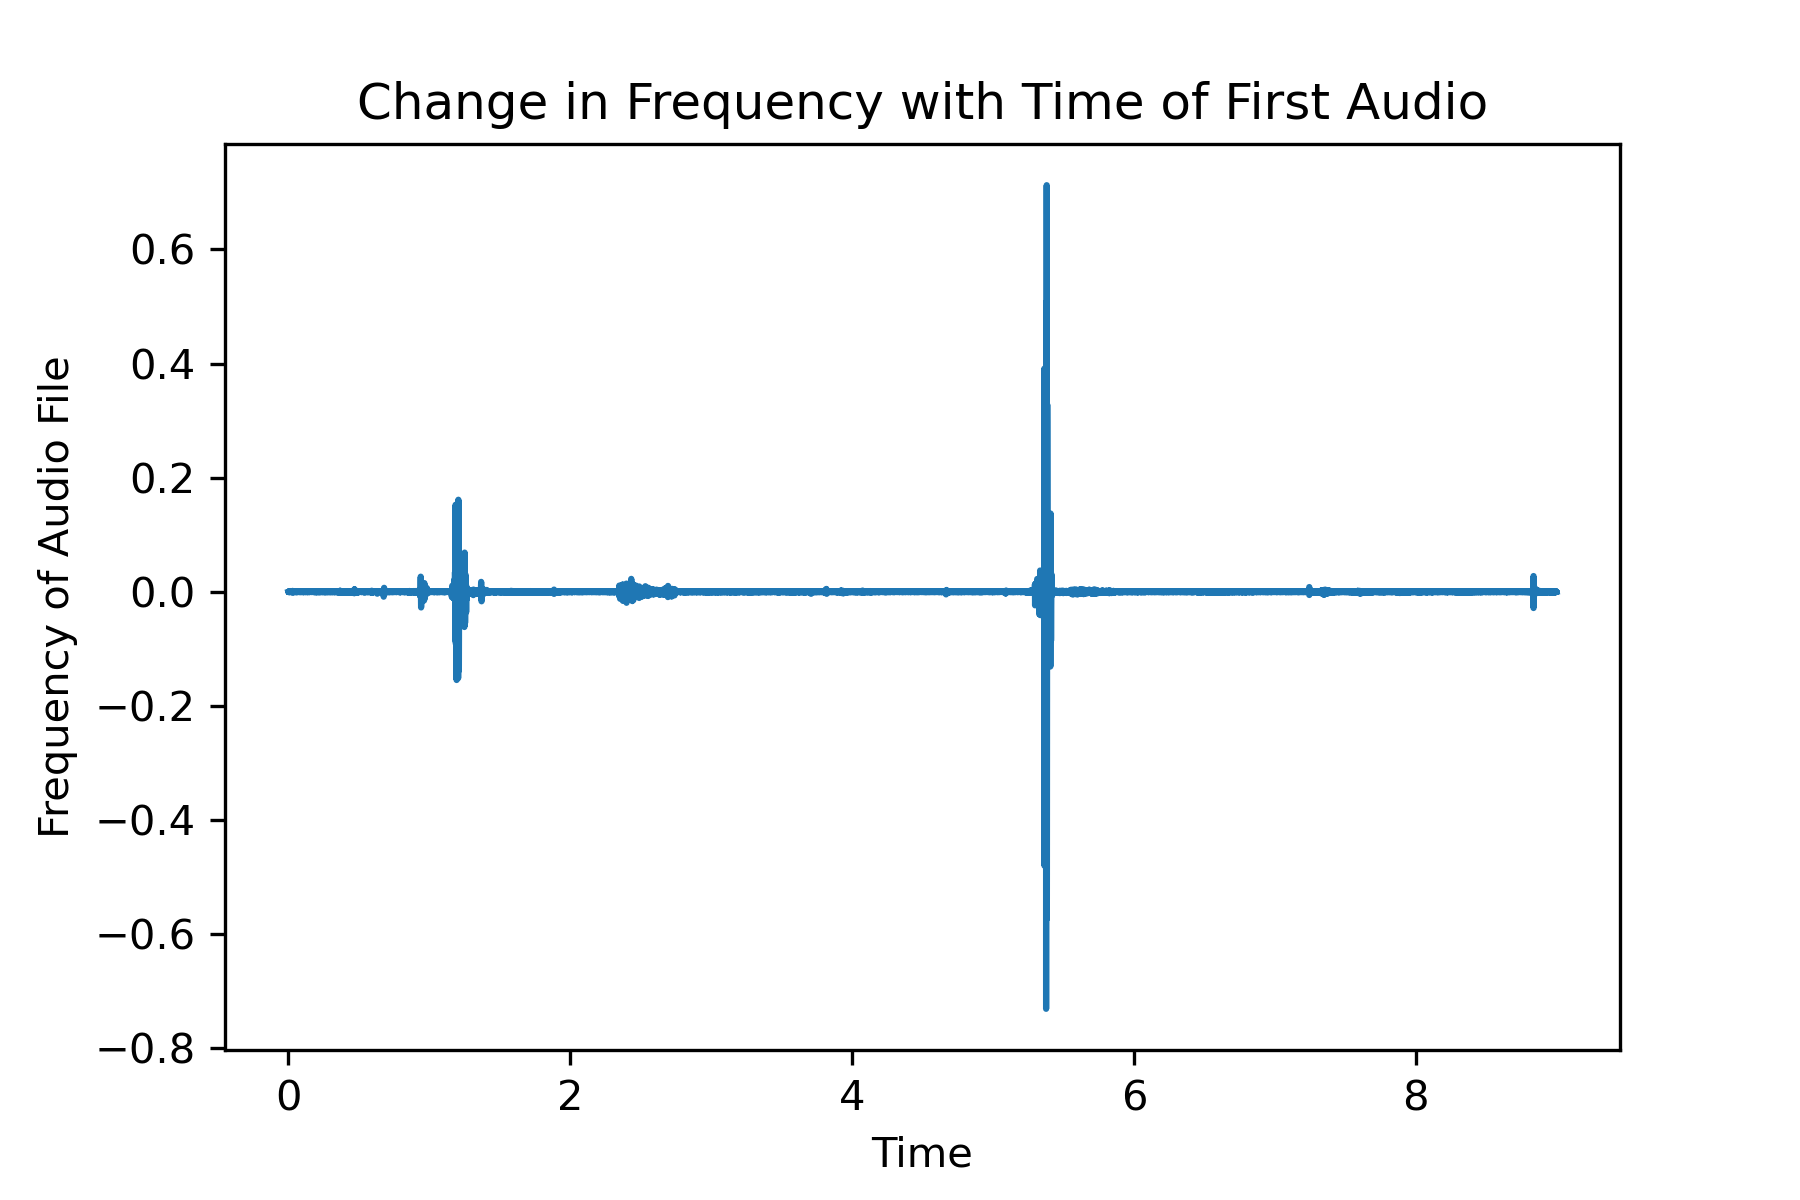 Change in Frequency with Time of First Audio
Frequency of Audio File
0.6
0.4
0.2
0.0
−0.2
−0.4
−0.6
−0.8
0 2 4 6 8
Time